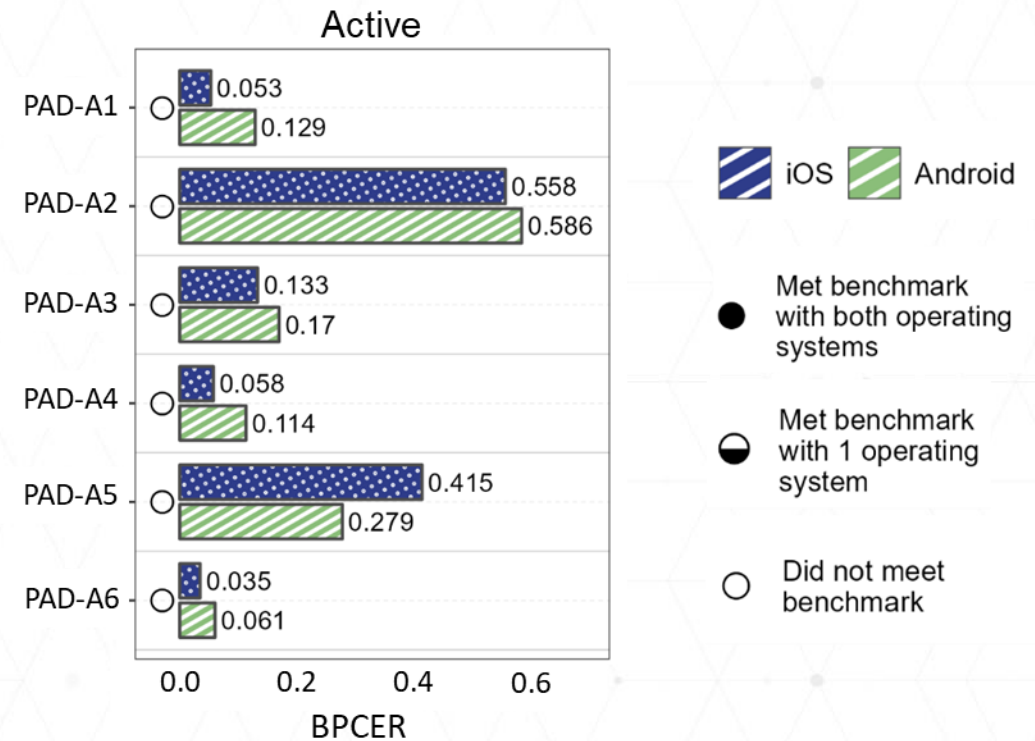 Active
PAD-A1
0.053
0.129
PAD-A2
0.558
0.586
PAD-A3
0.133
0.17
PAD-A4
0.058
0.114
PAD-A5
0.415
0.279
PAD-A6
0.035
0.061
0.0 0.2 0.4 0.6
BPCER
iOS Android
Met benchmark
with both operating
systems
Met benchmark
with 1 operating
system
Did not meet
benchmark